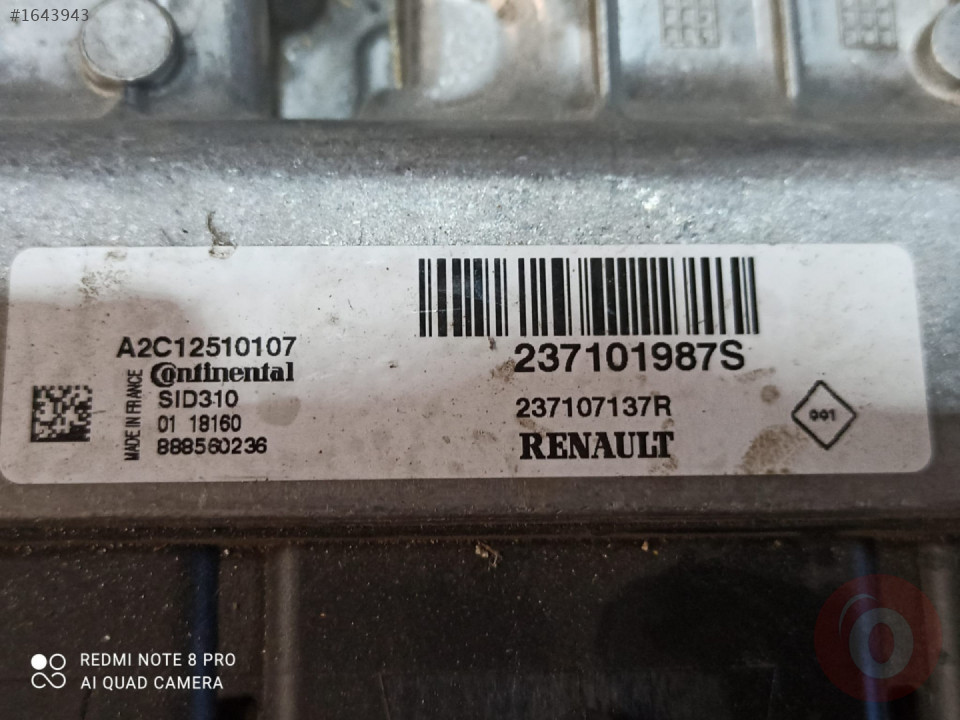 #1643943
A2C12510107
Continental
SID310
01 18160
888560236
MADE IN FRANCE
237101987S
237107137R
RENAULT
001
REDMI NOTE 8 PRO
AI QUAD CAMERA